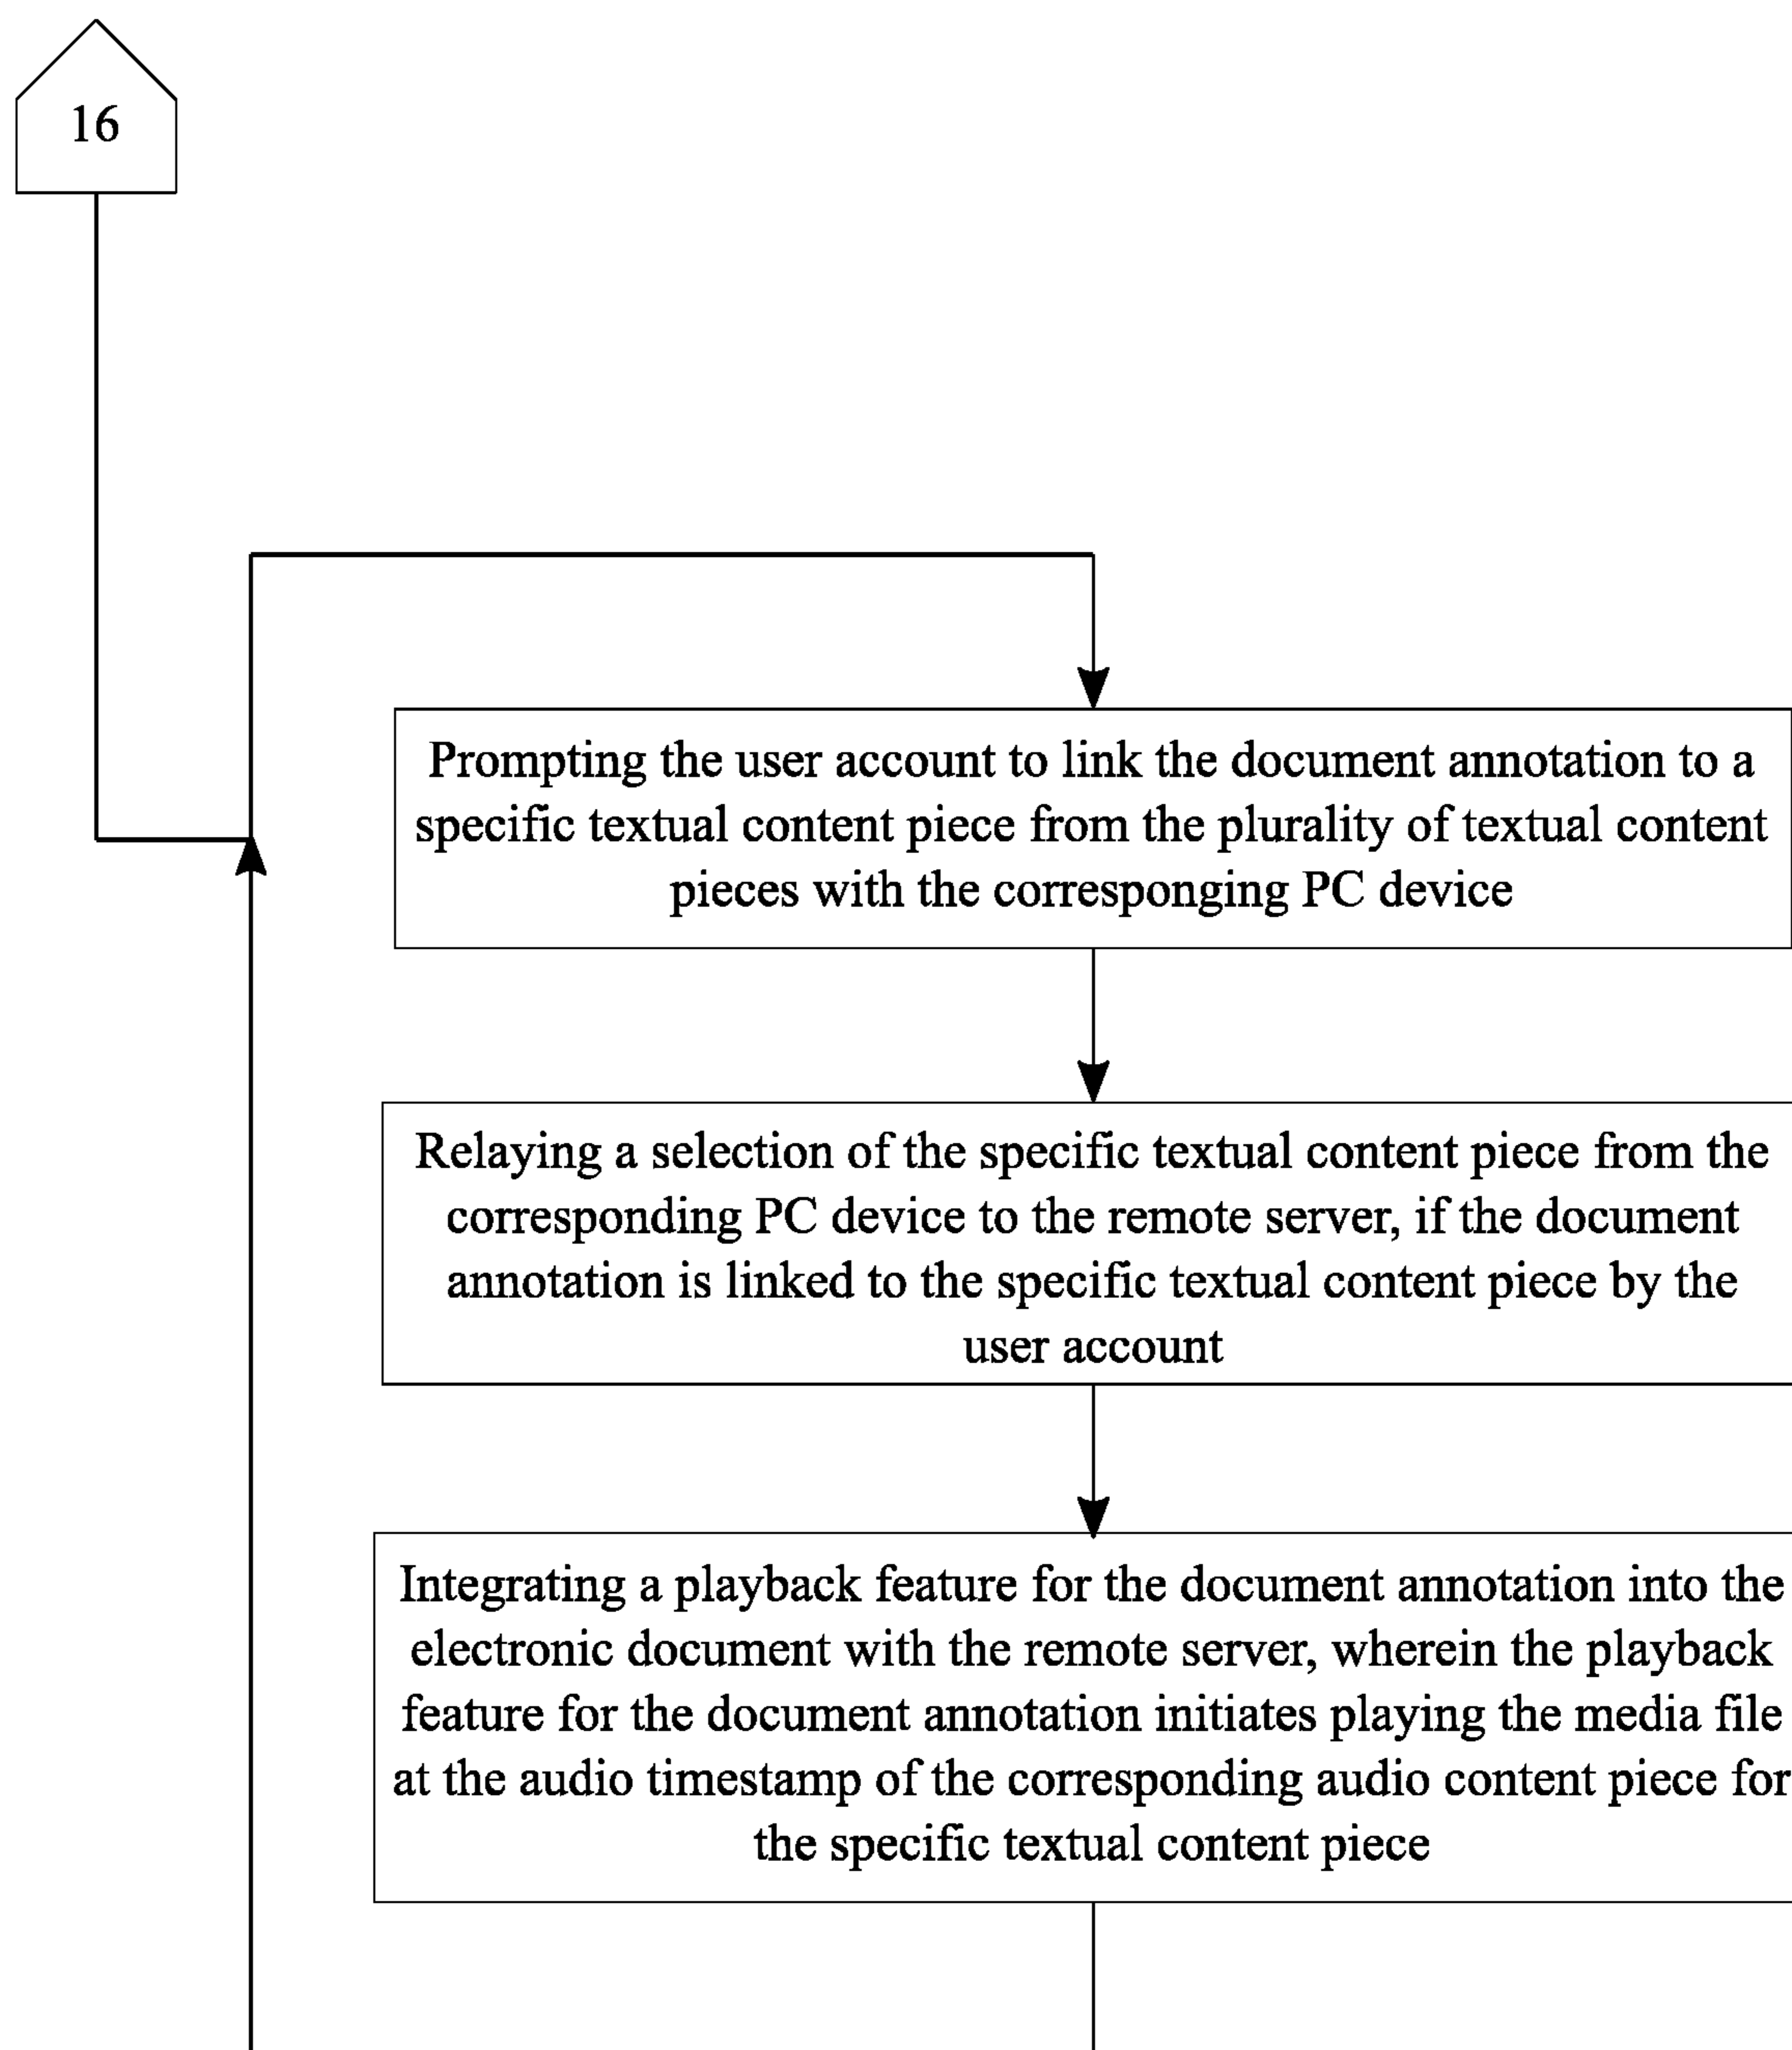 16
Prompting the user account to link the document annotation to a
specific textual content piece from the plurality of textual content
pieces with the corresponging PC device
Relaying a selection of the specific textual content piece from the
corresponding PC device to the remote server, if the document
annotation is linked to the specific textual content piece by the
user account
Integrating a playback feature for the document annotation into the
electronic document with the remote server, wherein the playback
feature for the document annotation initiates playing the media file
at the audio timestamp of the corresponding audio content piece for
the specific textual content piece